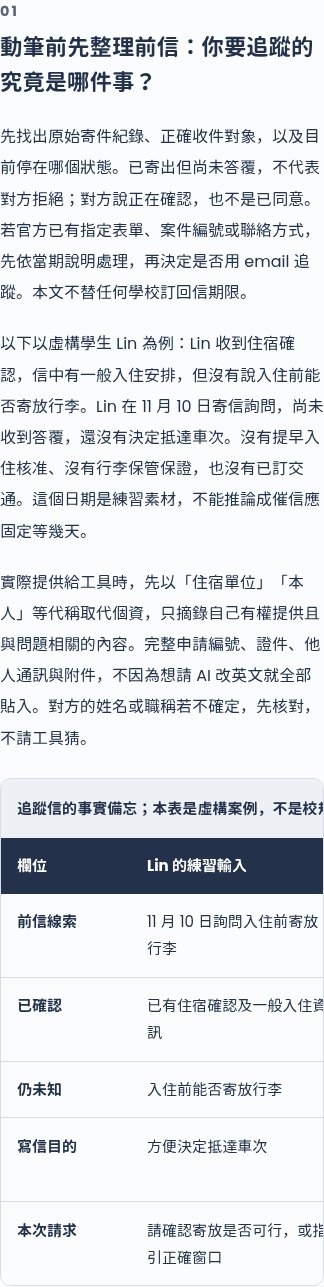 01
動筆前先整理前信：你要追蹤的
究竟是哪件事？
先找出原始寄件紀錄、正確收件對象，以及目
前停在哪個狀態。已寄出但尚未答覆，不代表
對方拒絕；對方說正在確認，也不是已同意。
若官方已有指定表單、案件編號或聯絡方式，
先依當期說明處理，再決定是否用 email 追
蹤。本文不替任何學校訂回信期限。
以下以虛構學生 Lin 為例：Lin 收到住宿確
認，信中有一般入住安排，但沒有說入住前能
否寄放行李。Lin 在 11 月 10 日寄信詢問，尚未
收到答覆，還沒有決定抵達車次。沒有提早入
住核准、沒有行李保管保證，也沒有已訂交
通。這個日期是練習素材，不能推論成催信應
固定等幾天。
實際提供給工具時，先以「住宿單位」「本
人」等代稱取代個資，只摘錄自己有權提供且
與問題相關的內容。完整申請編號、證件、他
人通訊與附件，不因為想請 AI 改英文就全部
貼入。對方的姓名或職稱若不確定，先核對，
不請工具猜。
追蹤信的事實備忘；本表是虛構案例，不是校
欄位 Lin 的練習輸入
前信線索 11 月 10 日詢問入住前寄放
行李
已確認 已有住宿確認及一般入住資
訊
仍未知 入住前能否寄放行李
寫信目的 方便決定抵達車次
本次請求 請確認寄放是否可行，或指
引正確窗口